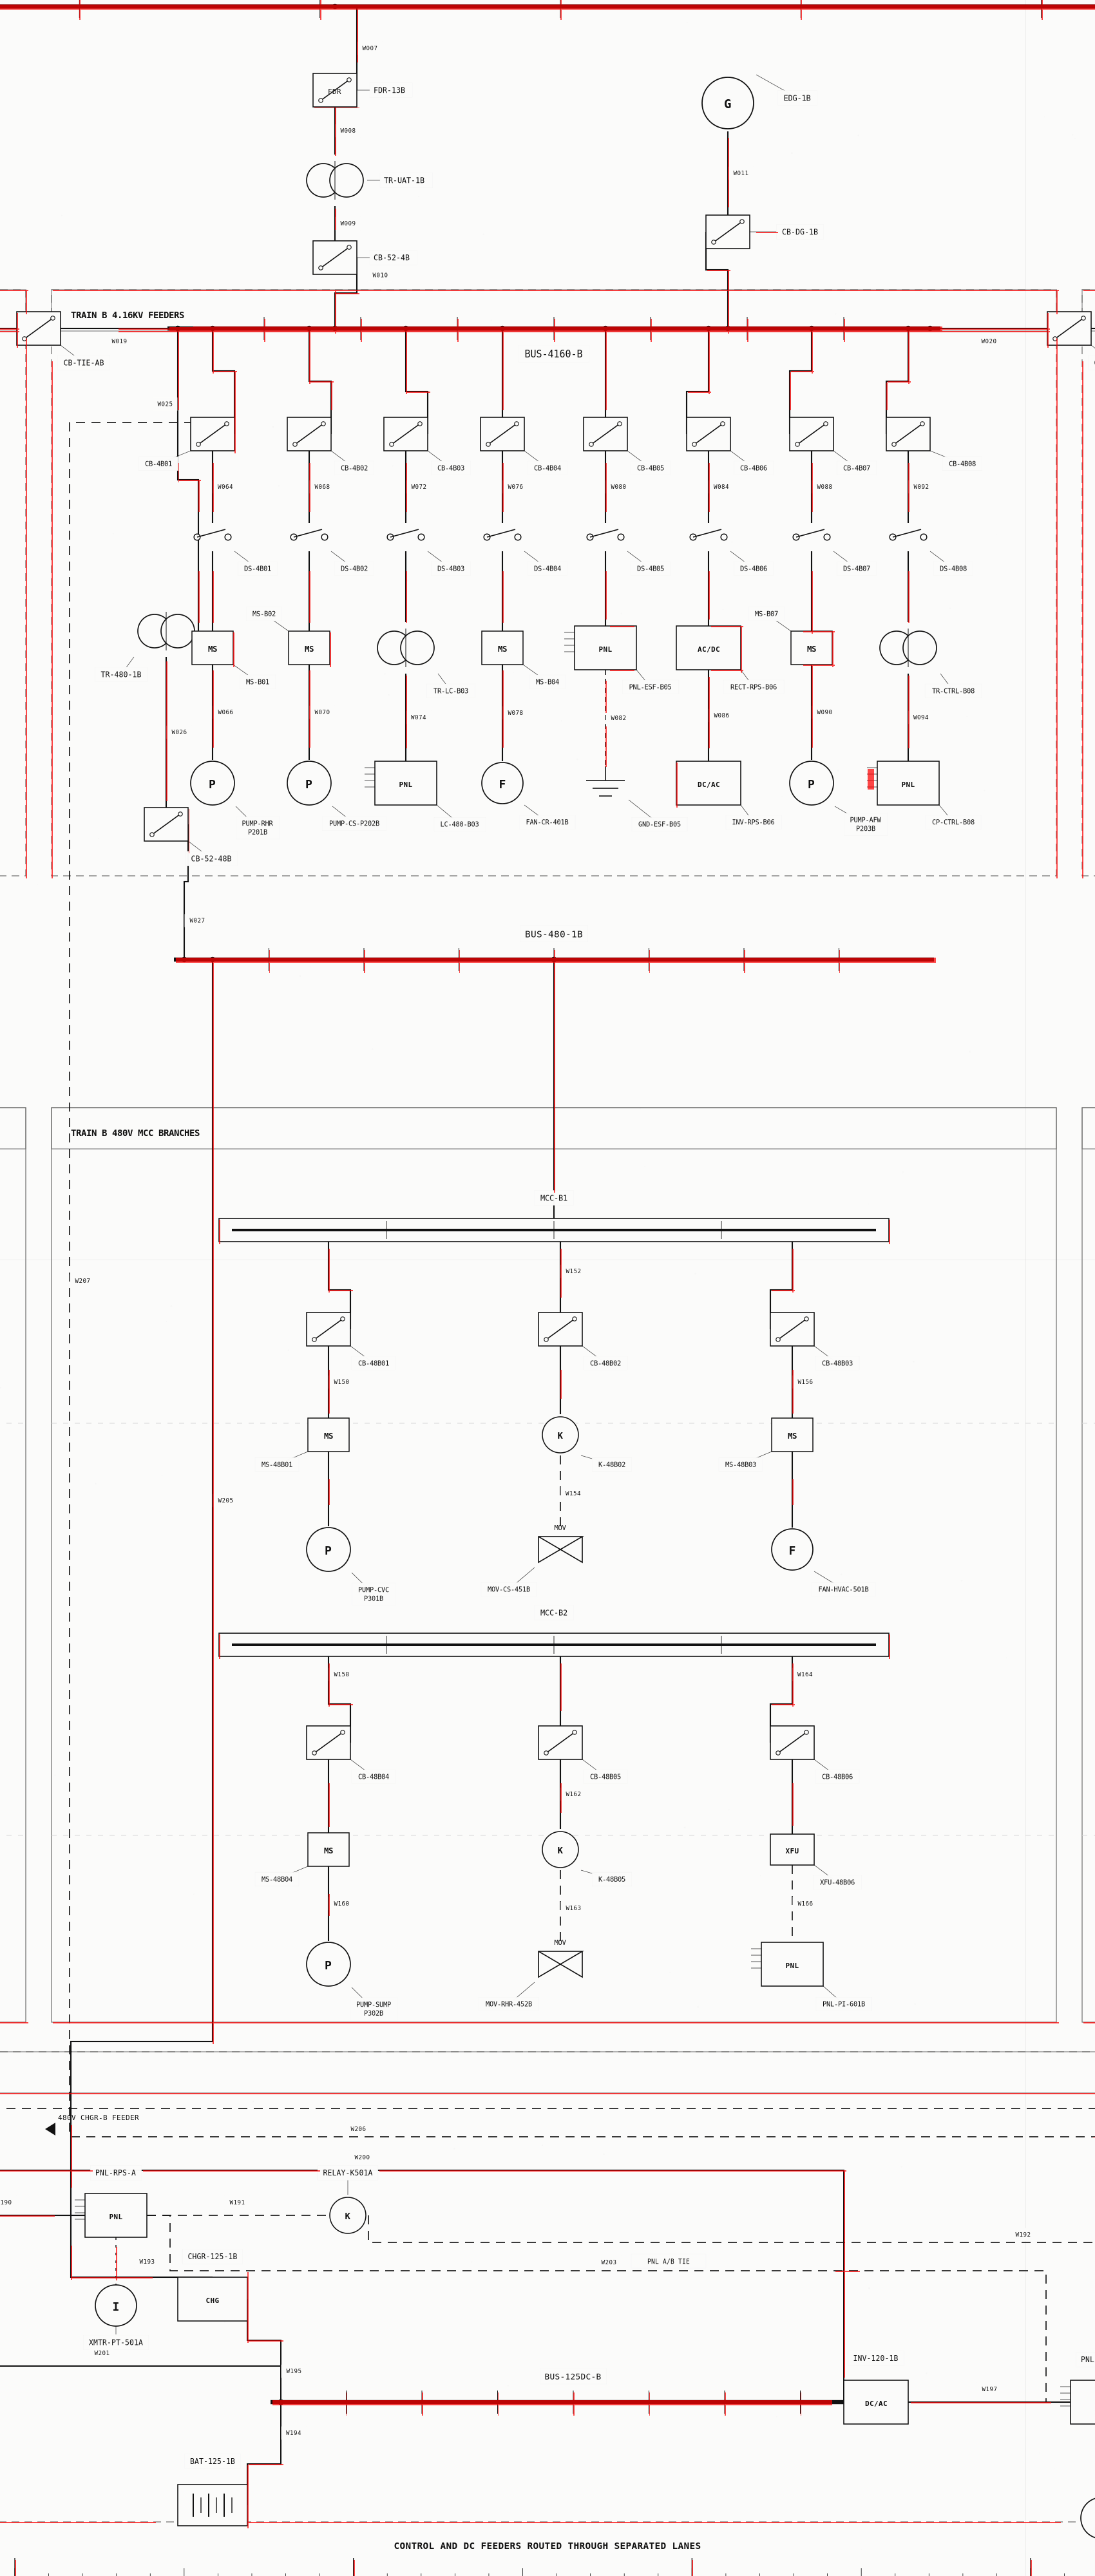 W007
FDR
FDR-13B
W008
TR-UAT-1B
W009
CB-52-4B
W010
G
EDG-1B
W011
CB-DG-1B
TRAIN B 4.16KV FEEDERS
CB-TIE-AB
W019
BUS-4160-B
W020
W025
CB-4B01
CB-4B02
CB-4B03
CB-4B04
CB-4B05
CB-4B06
CB-4B07
CB-4B08
W064
W068
W072
W076
W080
W084
W088
W092
DS-4B01
DS-4B02
DS-4B03
DS-4B04
DS-4B05
DS-4B06
DS-4B07
DS-4B08
MS-B02
MS-B07
MS
MS
MS
PNL
AC/DC
MS
TR-480-1B
MS-B01
TR-LC-B03
MS-B04
PNL-ESF-B05
RECT-RPS-B06
TR-CTRL-B08
W026
W066
W070
W074
W078
W082
W086
W090
W094
P
P
PNL
F
DC/AC
P
PNL
PUMP-RHR
P201B
PUMP-CS-P202B
LC-480-B03
FAN-CR-401B
GND-ESF-B05
INV-RPS-B06
PUMP-AFW
P203B
CP-CTRL-B08
CB-52-48B
W027
BUS-480-1B
TRAIN B 480V MCC BRANCHES
MCC-B1
W152
W207
CB-48B01
CB-48B02
CB-48B03
W150
W156
MS
K
MS
MS-48B01
K-48B02
MS-48B03
W205
W154
MOV
P
F
PUMP-CVC
P301B
MOV-CS-451B
FAN-HVAC-501B
MCC-B2
W158
W164
CB-48B04
CB-48B05
CB-48B06
W162
MS
K
XFU
MS-48B04
K-48B05
XFU-48B06
W160
W163
W166
MOV
P
PNL
PUMP-SUMP
P302B
MOV-RHR-452B
PNL-PI-601B
480V CHGR-B FEEDER
W206
W200
PNL-RPS-A
RELAY-K501A
190
PNL
W191
K
W192
W193
CHGR-125-1B
W203
PNL A/B TIE
CHG
I
XMTR-PT-501A
W201
W195
BUS-125DC-B
INV-120-1B
PNL
DC/AC
W197
W194
BAT-125-1B
CONTROL AND DC FEEDERS ROUTED THROUGH SEPARATED LANES